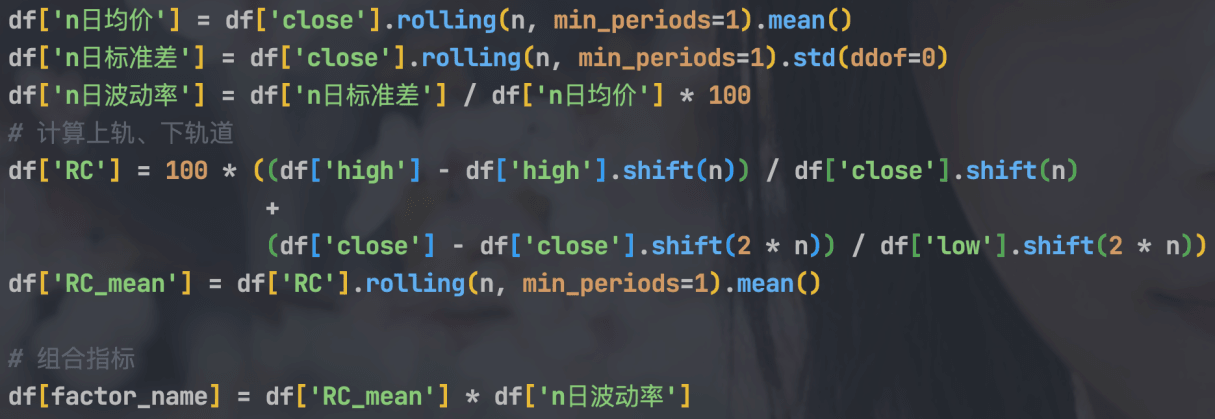 df['n日均价'] = df['close'].rolling(n, min_periods=1).mean()
df['n日标准差'] = df['close'].rolling(n, min_periods=1).std(ddof=0)
df['n日波动率'] = df['n日标准差'] / df['n日均价'] * 100
# 计算上轨、下轨道
df['RC'] = 100 * ((df['high'] - df['high'].shift(n)) / df['close'].shift(n)
+
(df['close'] - df['close'].shift(2 * n)) / df['low'].shift(2 * n))
df['RC_mean'] = df['RC'].rolling(n, min_periods=1).mean()
# 组合指标
df[factor_name] = df['RC_mean'] * df['n日波动率']